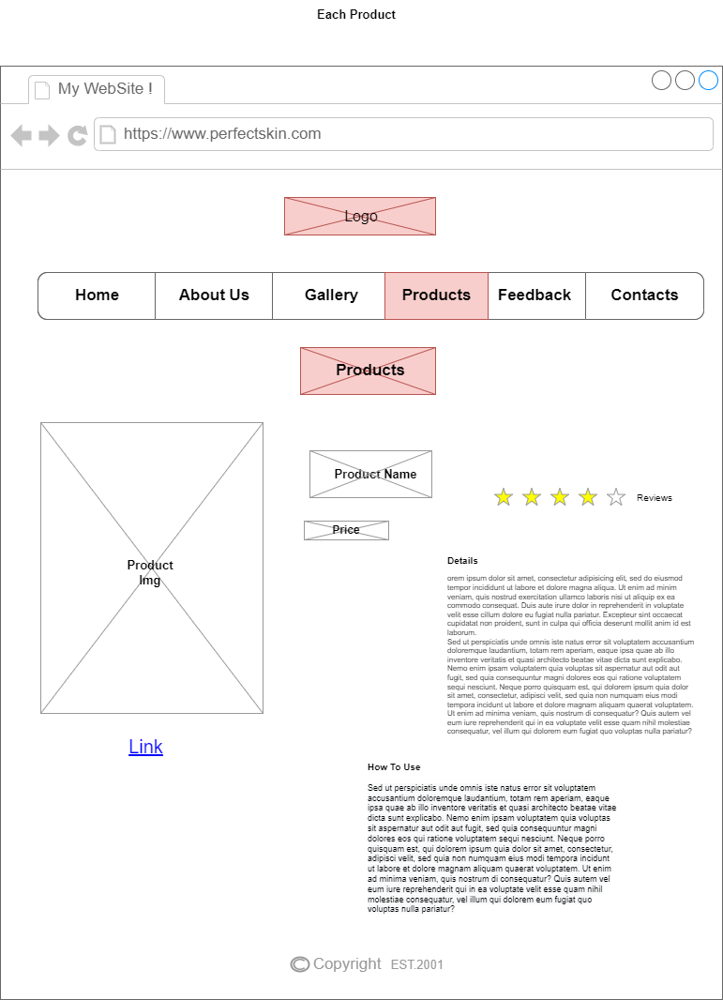 Each Product
My WebSite !
https://www.perfectskin.com
Logo
Home About Us Gallery Products Feedback Contacts
Products
Product Name
Reviews
Price
Product
Img
Details
orem ipsum dolor sit amet, consectetur adipisicing elit, sed do eiusmod
tempor incididunt ut labore et dolore magna aliqua. Ut enim ad minim
veniam, quis nostrud exercitation ullamco laboris nisi ut aliquip ex ea
commodo consequat. Duis aute irure dolor in reprehenderit in voluptate
velit esse cillum dolore eu fugiat nulla pariatur. Excepteur sint occaecat
cupidatat non proident, sunt in culpa qui officia deserunt mollit anim id est
laborum.
Sed ut perspiciatis unde omnis iste natus error sit voluptatem accusantium
doloremque laudantium, totam rem aperiam, eaque ipsa quae ab illo
inventore veritatis et quasi architecto beatae vitae dicta sunt explicabo.
Nemo enim ipsam voluptatem quia voluptas sit aspernatur aut odit aut
fugit, sed quia consequuntur magni dolores eos qui ratione voluptatem
sequi nesciunt. Neque porro quisquam est, qui dolorem ipsum quia dolor
sit amet, consectetur, adipisci velit, sed quia non numquam eius modi
tempora incidunt ut labore et dolore magnam aliquam quaerat voluptatem.
Ut enim ad minima veniam, quis nostrum d consequatur? Quis autem vel
eum iure reprehenderit qui in ea voluptate velit esse quam nihil molestiae
consequatur, vel illum qui dolorem eum fugiat quo voluptas nulla pariatur?
Link
How To Use
Sed ut perspiciatis unde omnis iste natus error sit voluptatem
accusantium doloremque laudantium, totam rem aperiam, eaque
ipsa quae ab illo inventore veritatis et quasi architecto beatae vitae
dicta sunt explicabo. Nemo enim ipsam voluptatem quia voluptas
sit aspernatur aut odit aut fugit, sed quia consequuntur magni
dolores eos qui ratione voluptatem sequi nesciunt. Neque porro
quisquam est, qui dolorem ipsum quia dolor sit amet, consectetur,
adipisci velit, sed quia non numquam eius modi tempora incidunt
ut labore et dolore magnam aliquam quaerat voluptatem. Ut enim
ad minima veniam, quis nostrum di consequatur? Quis autem vel
eum iure reprehenderit qui in ea voluptate velit esse quam nihil
molestiae consequatur, vel illum qui dolorem eum fugiat quo
voluptas nulla pariatur?
© Copyright EST.2001